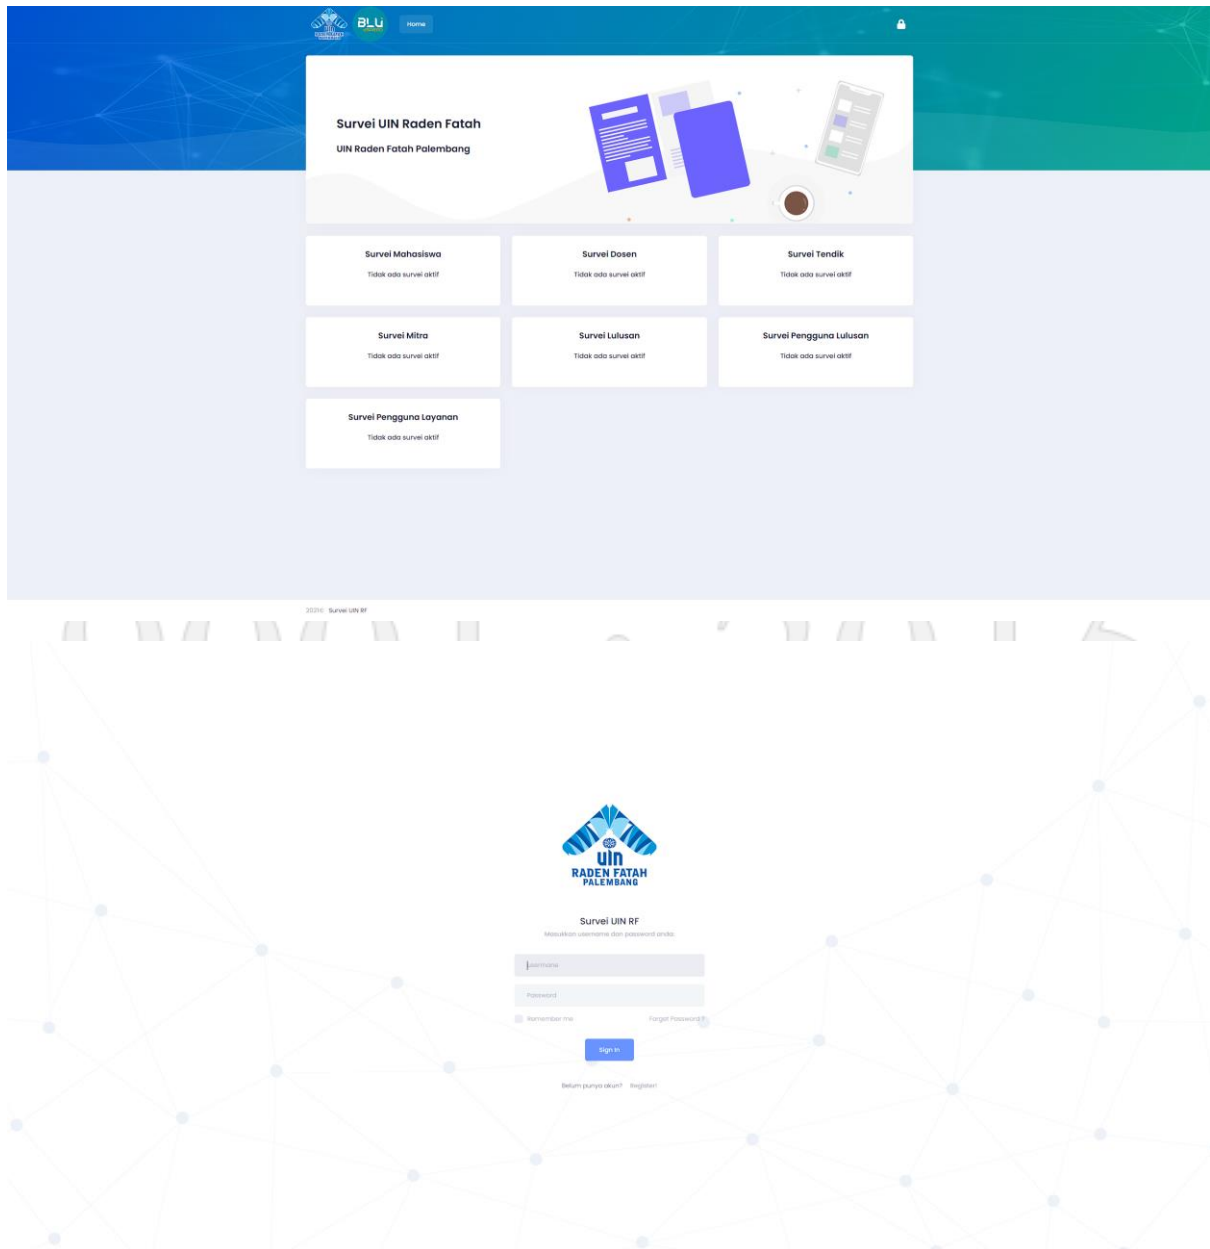 uin
BLU
Home
Survei UIN Raden Fatah
UIN Raden Fatah Palembang
Survei Mahasiswa
Tidak ada survei aktif
Survei Dosen
Tidak ada survei aktif
Survei Tendik
Tidak ada survei aktif
Survei Mitra
Tidak ada survei aktif
Survei Lulusan
Tidak ada survei aktif
Survei Pengguna Lulusan
Tidak ada survei aktif
Survei Pengguna Layanan
Tidak ada survei aktif
2021© Survei UIN RF
uin
RADEN FATAH
PALEMBANG
Survei UIN RF
Masukkan username dan password anda.
Username
Password
Remember me
Forgot Password ?
Sign In
Belum punya akun? Register!